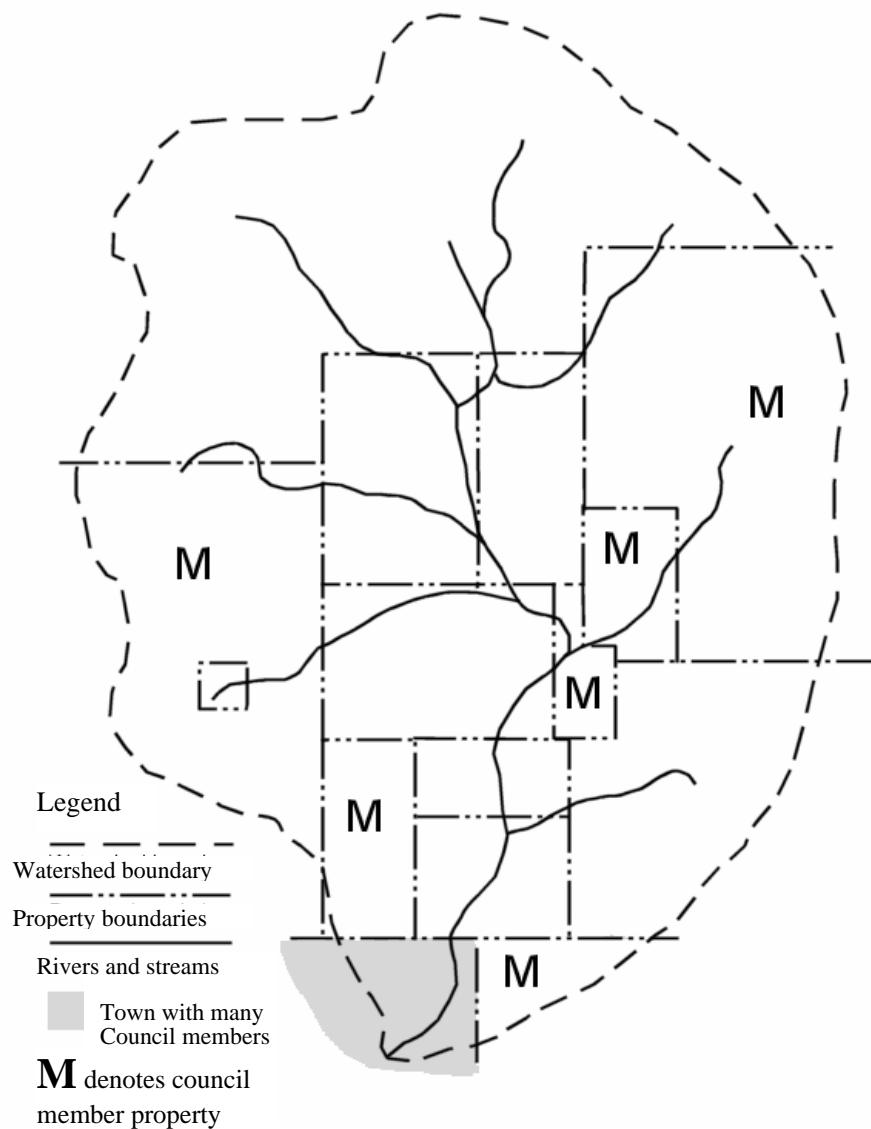 M
M
M
M
M
M
Legend
Watershed boundary
Property boundaries
Rivers and streams
Town with many
Council members
M denotes council
member property